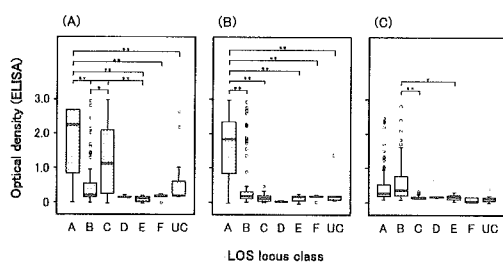 (A)
(B)
(C)
Optical density (ELISA)
3.0
2.0
1.0
0
** 
**
**
** **
*
**
**
**
**
**
*
**
A B C D E F UC
A B C D E F UC
A B C D E F UC
LOS locus class